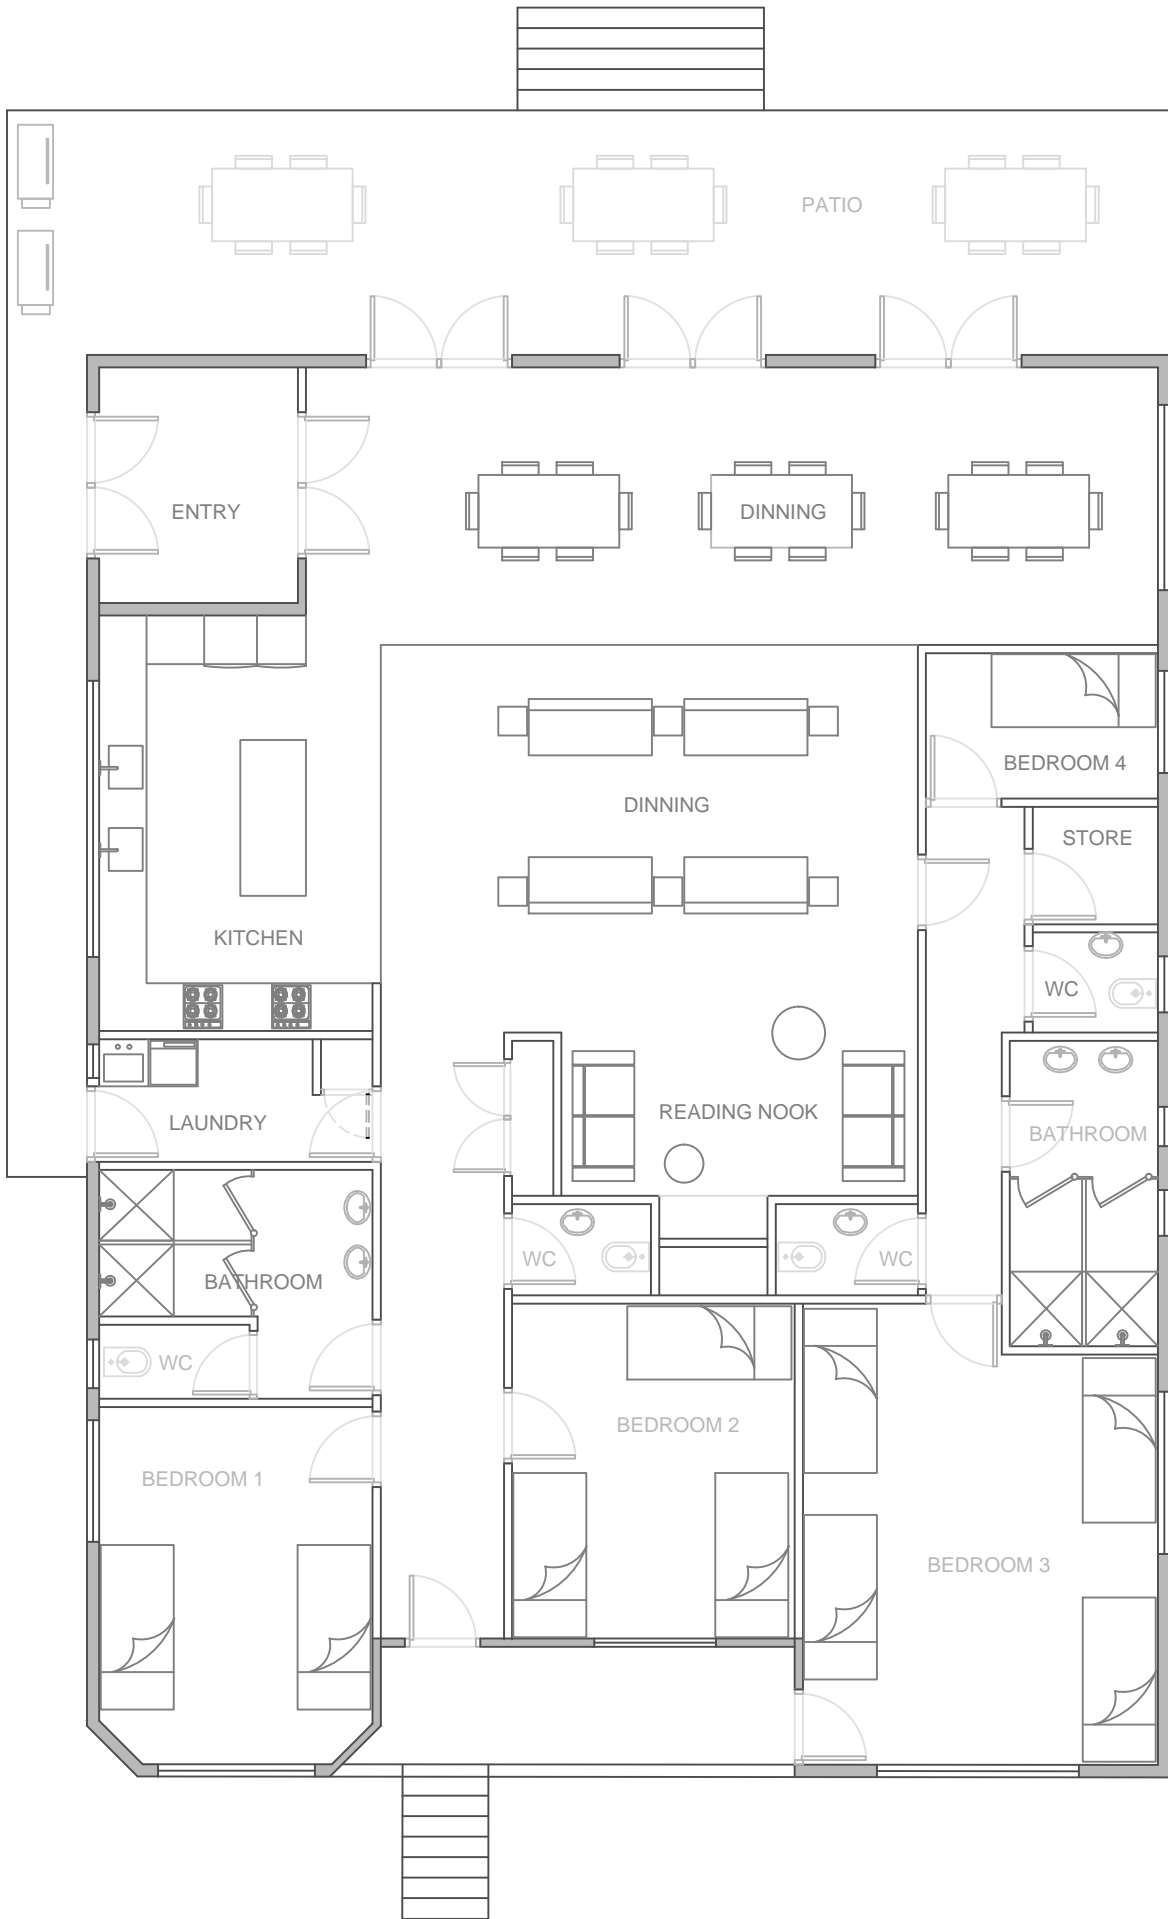 PATIO
ENTRY
DINNING
BEDROOM 4
DINNING
STORE
KITCHEN
WC
READING NOOK
LAUNDRY
BATHROOM
WC
WC
BATHROOM
WC
BEDROOM 2
BEDROOM 1
BEDROOM 3